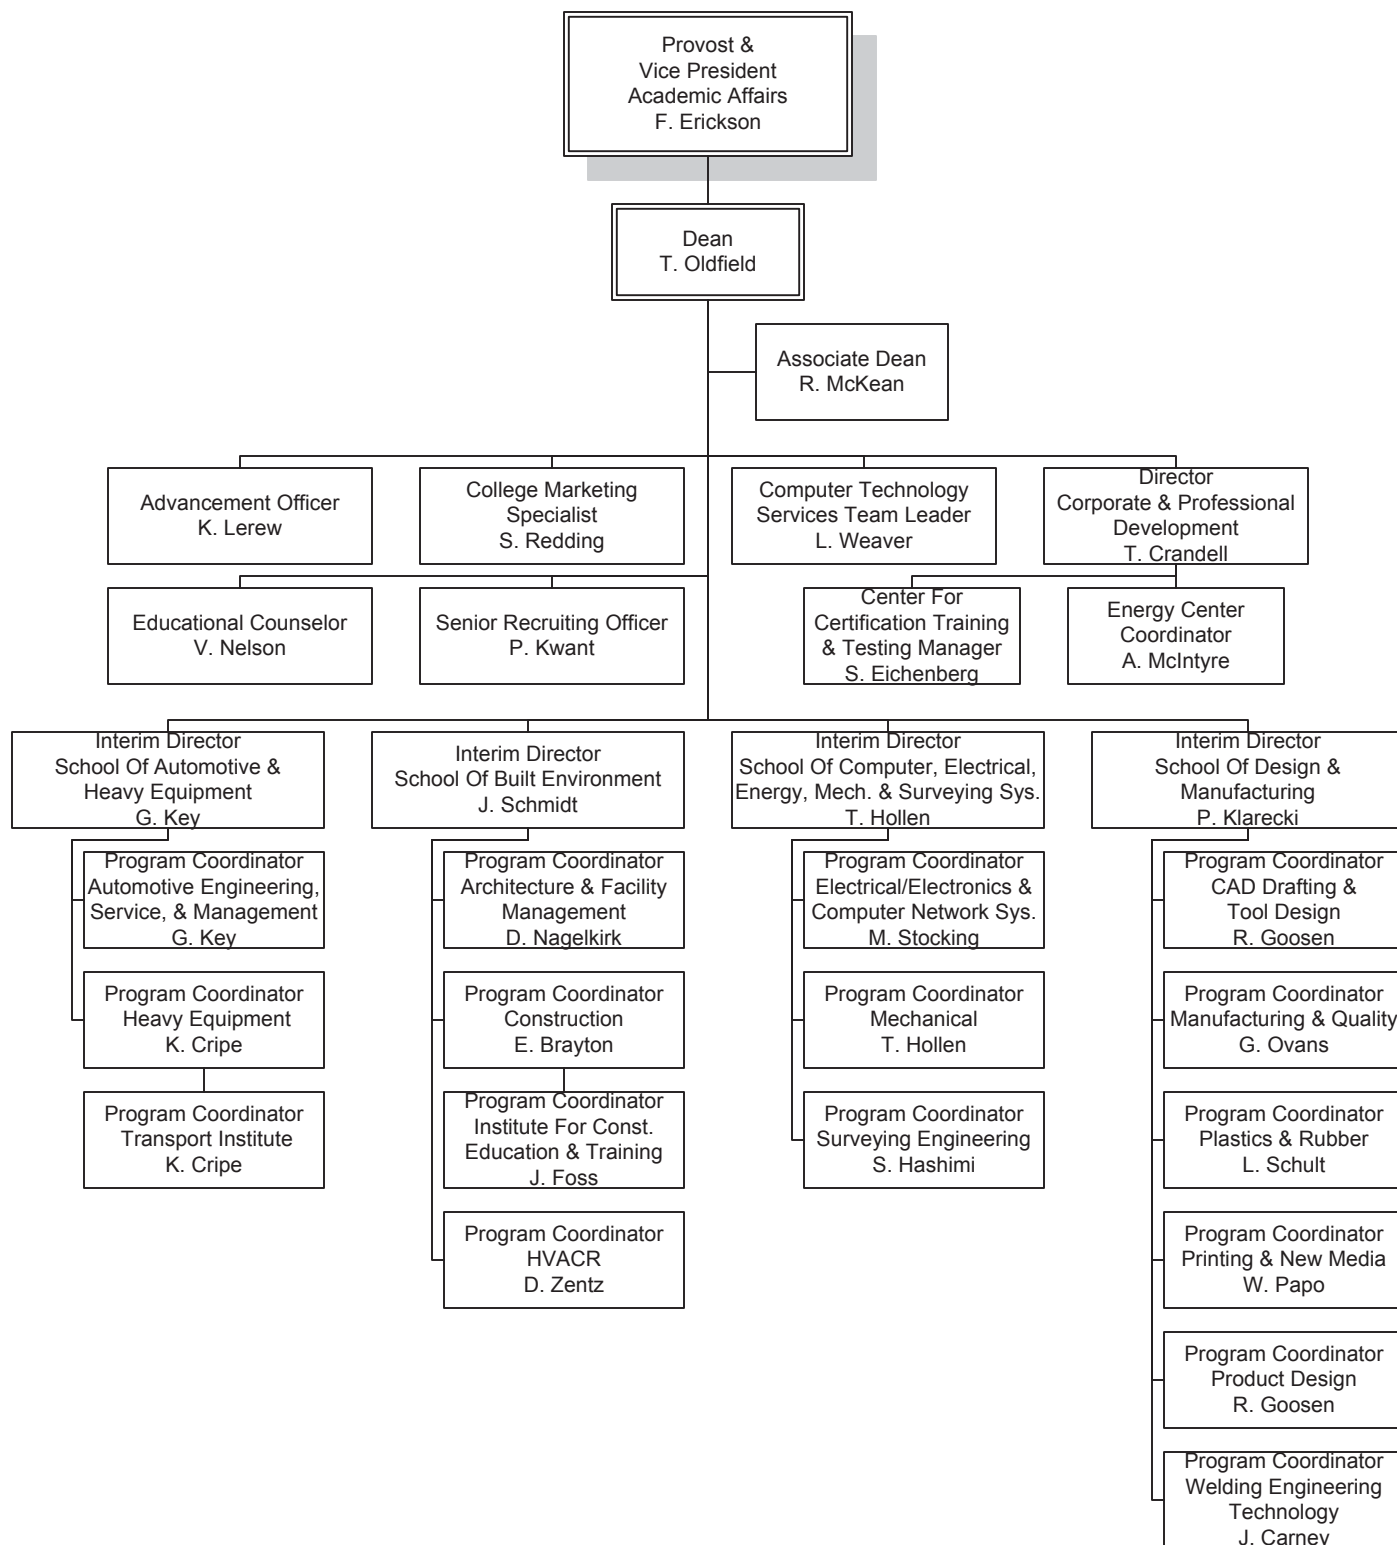 Provost &
Vice President
Academic Affairs
F. Erickson
Dean
T. Oldfield
Associate Dean
R. McKean
Advancement Officer
K. Lerew
College Marketing
Specialist
S. Redding
Computer Technology
Services Team Leader
L. Weaver
Director
Corporate & Professional
Development
T. Crandell
Educational Counselor
V. Nelson
Senior Recruiting Officer
P. Kwant
Center For
Certification Training
& Testing Manager
S. Eichenberg
Energy Center
Coordinator
A. McIntyre
Interim Director
School Of Automotive &
Heavy Equipment
G. Key
Interim Director
School Of Built Environment
J. Schmidt
Interim Director
School Of Computer, Electrical,
Energy, Mech. & Surveying Sys.
T. Hollen
Interim Director
School Of Design &
Manufacturing
P. Klarecki
Program Coordinator
Automotive Engineering,
Service, & Management
G. Key
Program Coordinator
Heavy Equipment
K. Cripe
Program Coordinator
Transport Institute
K. Cripe
Program Coordinator
Architecture & Facility
Management
D. Nagelkirk
Program Coordinator
Construction
E. Brayton
Program Coordinator
Institute For Const.
Education & Training
J. Foss
Program Coordinator
HVACR
D. Zentz
Program Coordinator
Electrical/Electronics &
Computer Network Sys.
M. Stocking
Program Coordinator
Mechanical
T. Hollen
Program Coordinator
Surveying Engineering
S. Hashimi
Program Coordinator
CAD Drafting &
Tool Design
R. Goosen
Program Coordinator
Manufacturing & Quality
G. Ovans
Program Coordinator
Plastics & Rubber
L. Schult
Program Coordinator
Printing & New Media
W. Papo
Program Coordinator
Product Design
R. Goosen
Program Coordinator
Welding Engineering
Technology
J. Carney